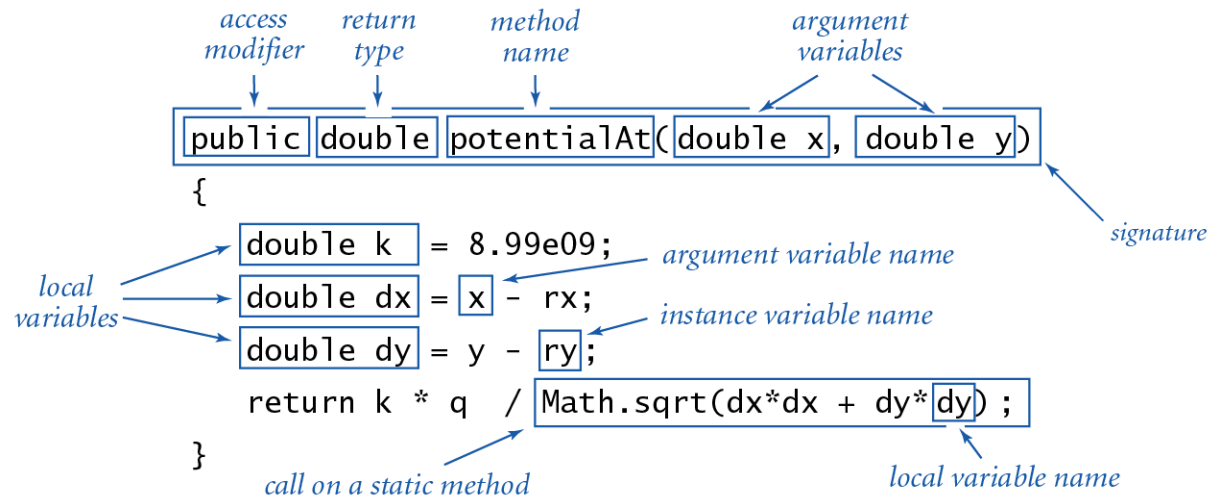 access return method argument
modifier type name variables
public double potentialAt(double x, double y)
{
signature
double k = 8.99e09;
argument variable name
local
variables
double dx = x - rx;
instance variable name
double dy = y - ry;
return k * q / Math.sqrt(dx*dx + dy*dy) ;
}
call on a static method
local variable name